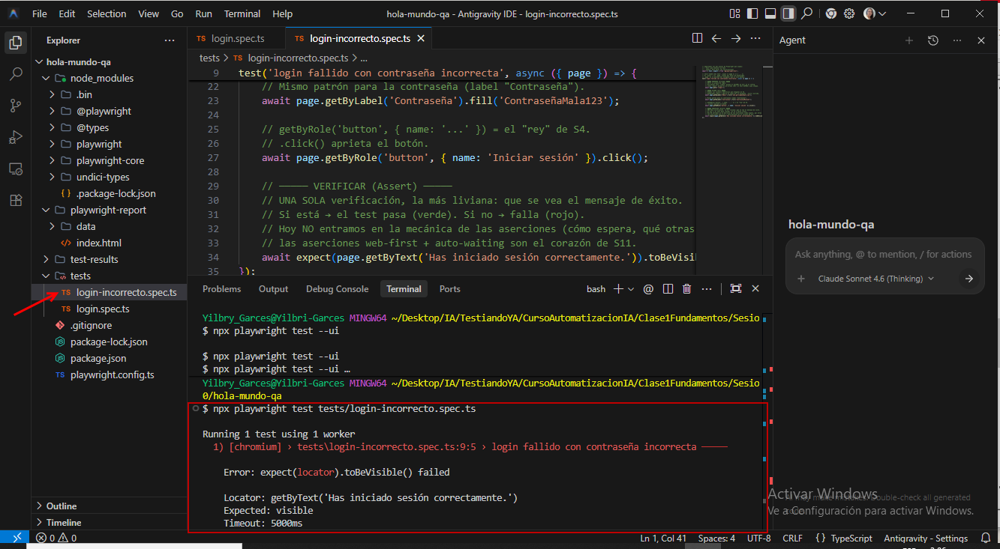 File Edit Selection View Go Run Terminal Help
hola-mundo-qa - Antigravity IDE - login-incorrecto.spec.ts
Explorer
hola-mundo-qa
node_modules
.bin
@playwright
@types
playwright
playwright-core
undici-types
{} .package-lock.json
playwright-report
data
</> index.html
test-results
tests
TS login-incorrecto.spec.ts
TS login.spec.ts
.gitignore
package-lock.json
package.json
TS playwright.config.ts
Outline
Timeline
TS login.spec.ts
TS login-incorrecto.spec.ts
tests > TS login-incorrecto.spec.ts > ...
9 test('login fallido con contraseña incorrecta', async ({ page }) => {
22 // Mismo patrón para la contraseña (label "Contraseña").
23 await page.getByLabel('Contraseña').fill('ContraseñaMala123');
24
25 // getByRole('button', { name: '...' }) = el "rey" de S4.
26 // .click() aprieta el botón.
27 await page.getByRole('button', { name: 'Iniciar sesión' }).click();
28
29 // ───── VERIFICAR (Assert) ─────
30 // UNA SOLA verificación, la más liviana: que se vea el mensaje de éxito.
31 // Si está → el test pasa (verde). Si no → falla (rojo).
32 // Hoy NO entramos en la mecánica de las aserciones (cómo espera, qué otras
33 // las aserciones web-first + auto-waiting son el corazón de S11.
34 await expect(page.getByText('Has iniciado sesión correctamente.')).toBeVisi
35 });
Problems Output Debug Console Terminal Ports
bash
Yilbry_Garces@Yilbri-Garces MINGW64 ~/Desktop/IA/TestiandoYA/CursoAutomatizacionIA/Clase1Fundamentos/Sesio
$ npx playwright test --ui
$ npx playwright test --ui
$ npx playwright test --ui …
Yilbry_Garces@Yilbri-Garces MINGW64 ~/Desktop/IA/TestiandoYA/CursoAutomatizacionIA/Clase1Fundamentos/Sesio
0/hola-mundo-qa
$ npx playwright test tests/login-incorrecto.spec.ts
Running 1 test using 1 worker
1) [chromium] › tests\login-incorrecto.spec.ts:9:5 › login fallido con contraseña incorrecta ─────
Error: expect(locator).toBeVisible() failed
Locator: getByText('Has iniciado sesión correctamente.')
Expected: visible
Timeout: 5000ms
Agent
hola-mundo-qa
Ask anything, @ to mention, / for actions
Claude Sonnet 4.6 (Thinking)
AI may make mistakes. Double-check all generated
Activar Windows
Ve a Configuración para activar Windows.
0 0
Ln 1, Col 41 Spaces: 4 UTF-8 CRLF {} TypeScript Antigravity - Settings